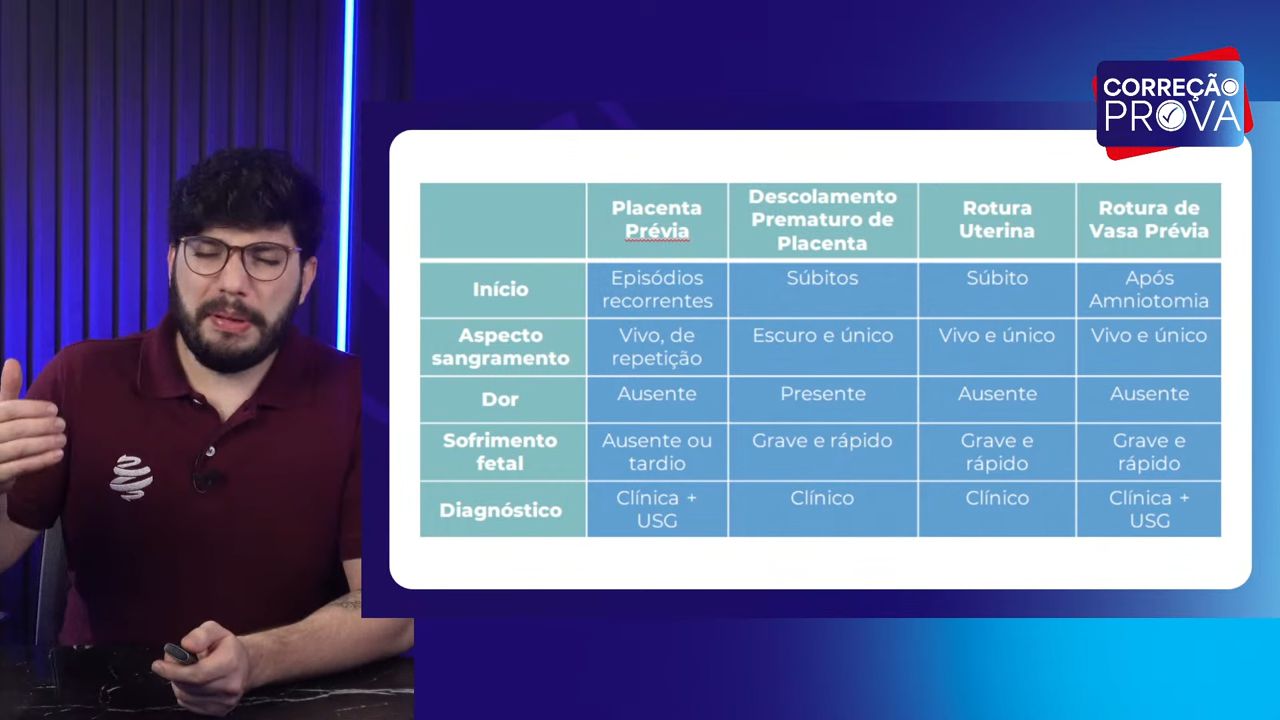 CORREÇÃO
PROVA
Placenta
Prévia
Descolamento
Prematuro de
Placenta
Rotura
Uterina
Rotura de
Vasa Prévia
Início
Episódios
recorrentes
Súbitos
Súbito
Após
Amniotomia
Aspecto
sangramento
Vivo, de
repetição
Escuro e único
Vivo e único
Vivo e único
Dor
Ausente
Presente
Ausente
Ausente
Sofrimento
fetal
Ausente ou
tardio
Grave e rápido
Grave e
rápido
Grave e
rápido
Diagnóstico
Clínica +
USG
Clínico
Clínico
Clínica +
USG